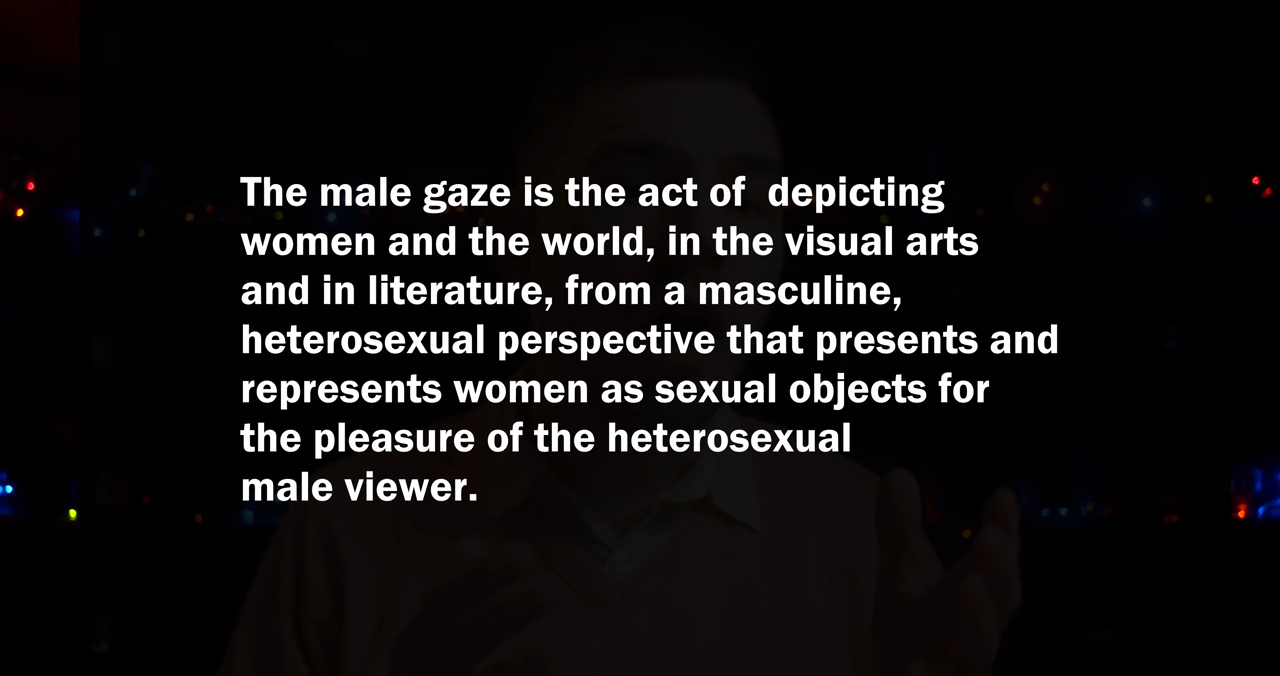 The male gaze is the act of  depicting
women and the world, in the visual arts
and in literature, from a masculine,
heterosexual perspective that presents and
represents women as sexual objects for
the pleasure of the heterosexual
male viewer.